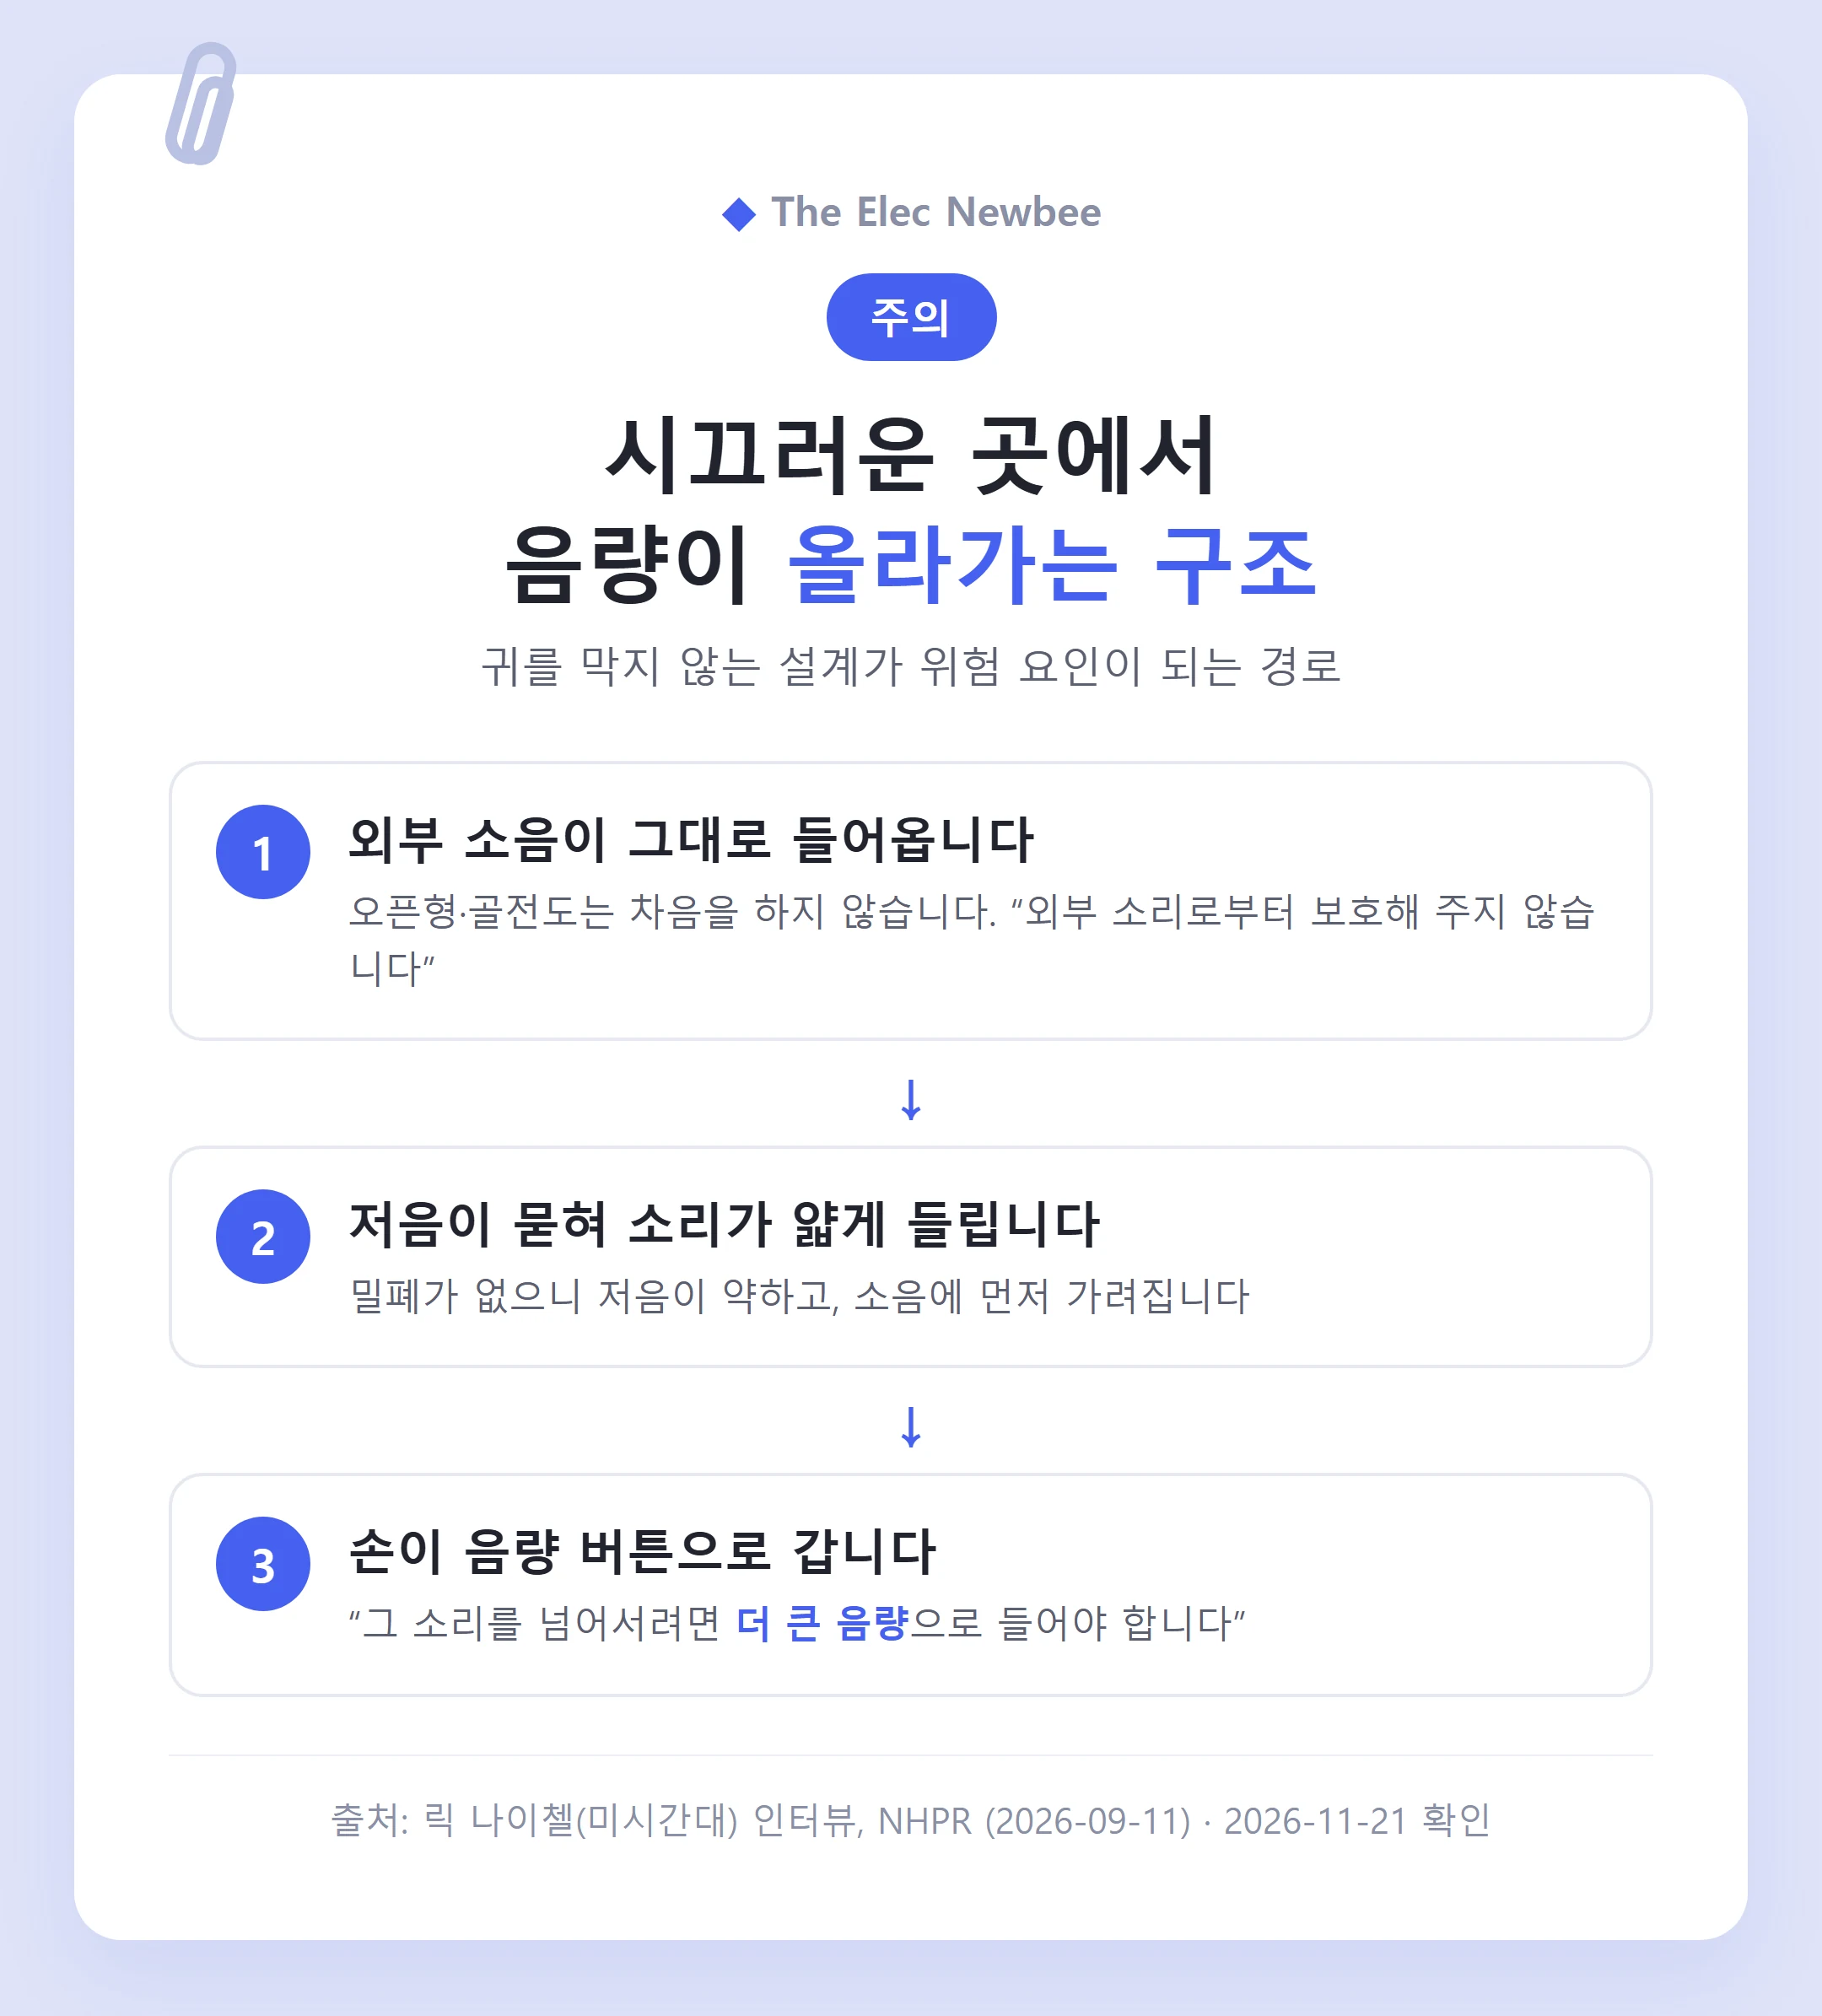 ◆ The Elec Newbee
주의
시끄러운 곳에서
음량이 올라가는 구조
귀를 막지 않는 설계가 위험 요인이 되는 경로
1
외부 소음이 그대로 들어옵니다
오픈형·골전도는 차음을 하지 않습니다. “외부 소리로부터 보호해 주지 않습
니다”
↓
2
저음이 묻혀 소리가 얇게 들립니다
밀폐가 없으니 저음이 약하고, 소음에 먼저 가려집니다
↓
3
손이 음량 버튼으로 갑니다
“그 소리를 넘어서려면 더 큰 음량으로 들어야 합니다”
출처: 릭 나이첼(미시간대) 인터뷰, NHPR (2026-09-11) · 2026-11-21 확인